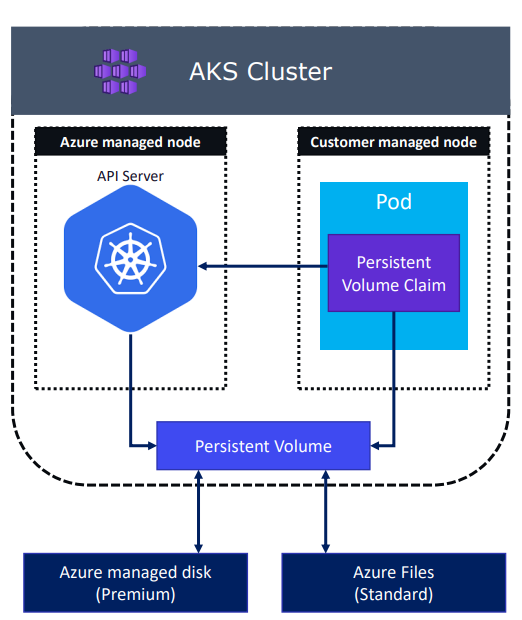 AKS Cluster
Azure managed node
Customer managed node
API Server
Pod
Persistent
Volume Claim
Persistent Volume
Azure managed disk
(Premium)
Azure Files
(Standard)